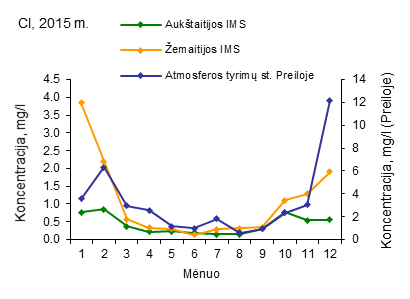 Cl, 2015 m.
Aukštaitijos IMS
Žemaitijos IMS
Atmosferos tyrimų st. Preiloje
Koncentracija, mg/l
4.5
4.0
3.5
3.0
2.5
2.0
1.5
1.0
0.5
0.0
14
12
10
8
6
4
2
0
Koncentracija, mg/l (Preiloje)
1 2 3 4 5 6 7 8 9 10 11 12
Mėnuo